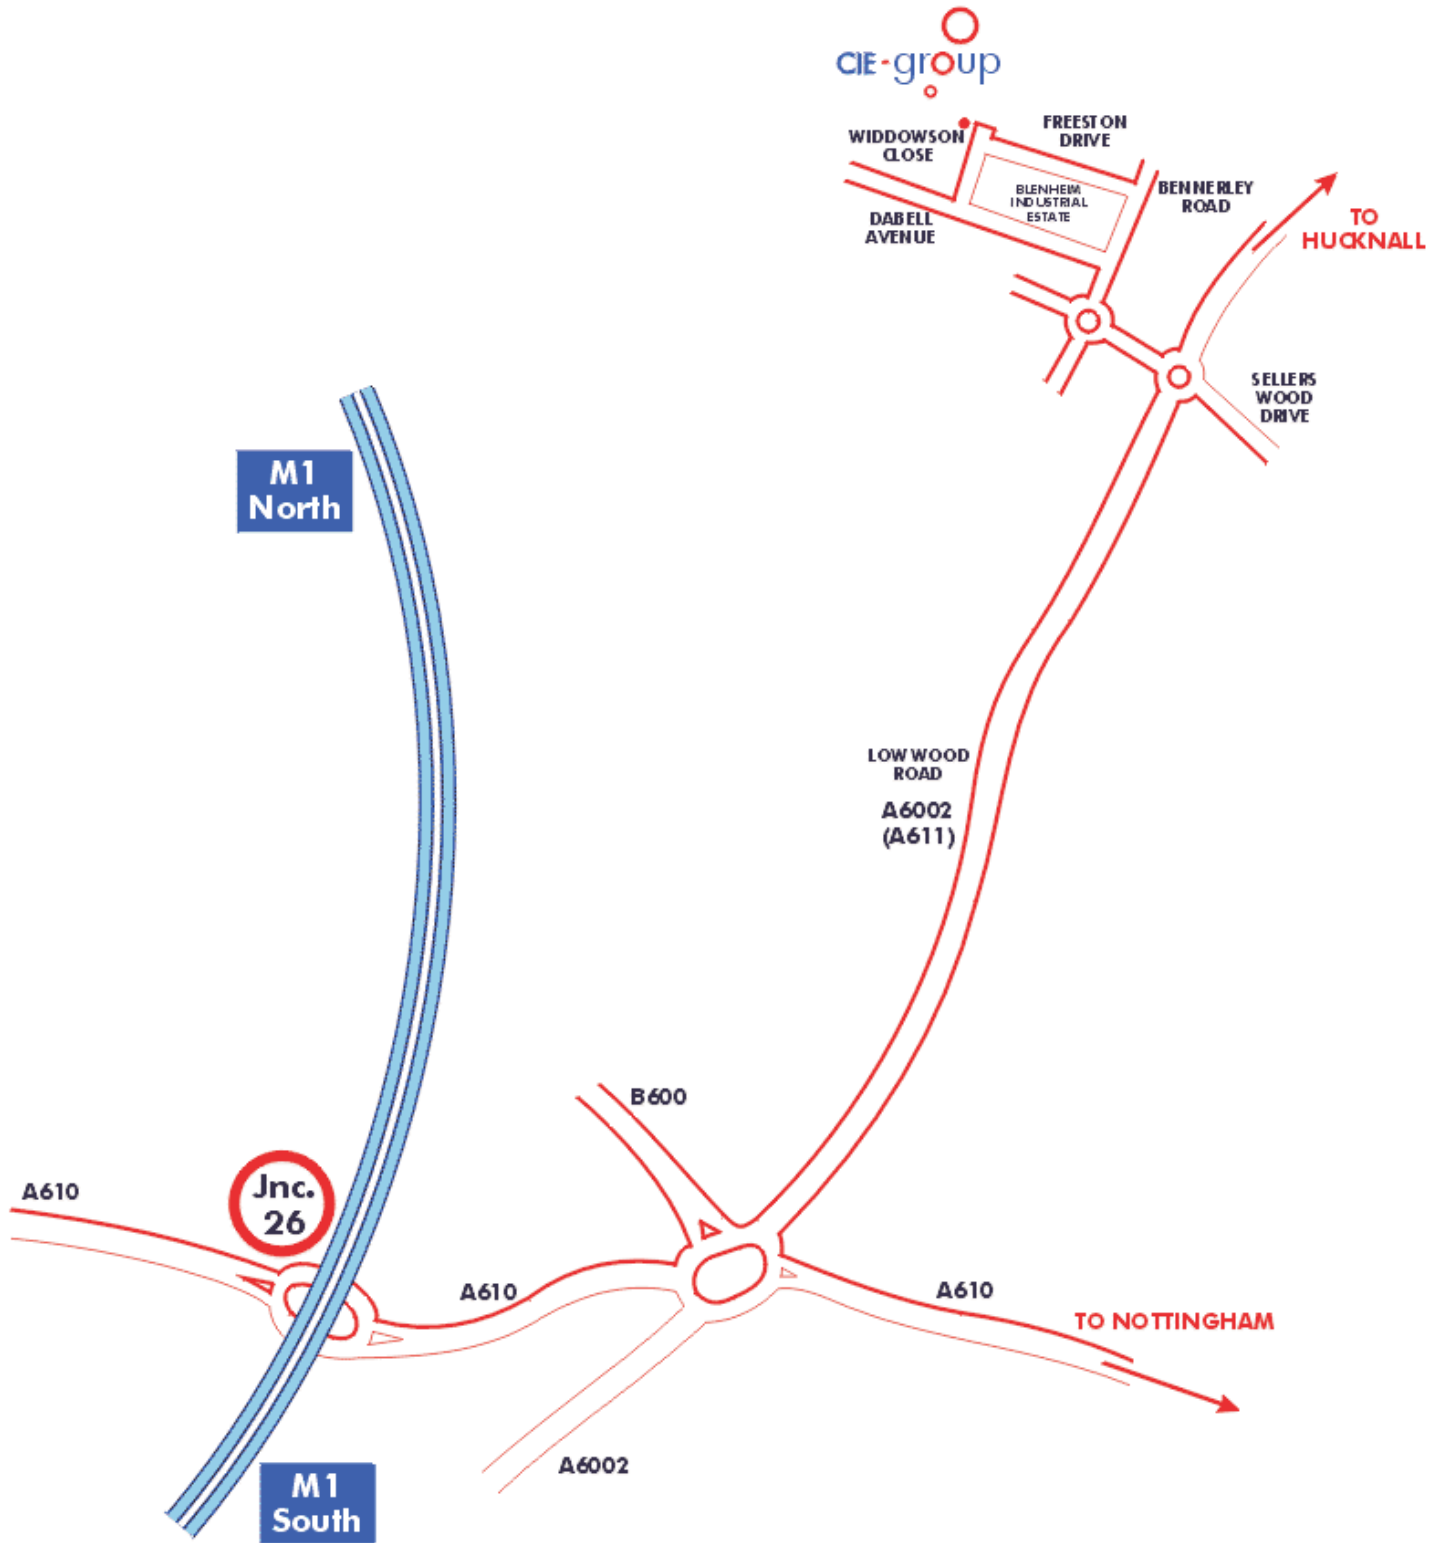 CIE-group
FREESTON
DRIVE
WIDDOWSON
CLOSE
BLENHEIM
INDUSTRIAL
ESTATE
BENNERLEY
ROAD
DABELL
AVENUE
TO
HUCKNALL
SELLERS
WOOD
DRIVE
M1
North
LOW WOOD
ROAD
A6002
(A611)
B600
A610
Jnc.
26
A610
A610
TO NOTTINGHAM
A6002
M1
South